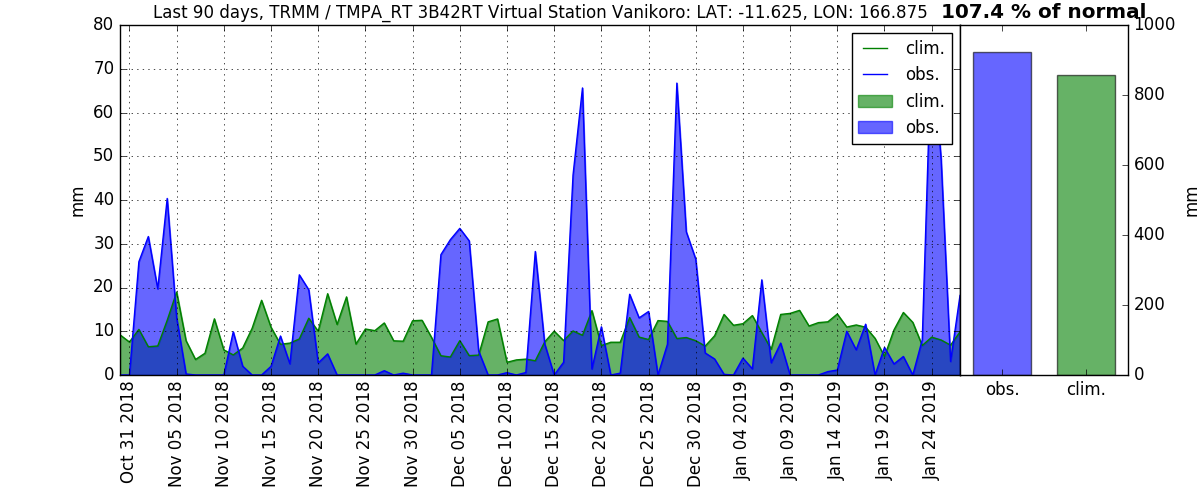 Last 90 days, TRMM / TMPA_RT 3B42RT Virtual Station Vanikoro: LAT: -11.625, LON: 166.875 107.4 % of normal
80
70
60
50
40
30
20
10
0
mm
clim.
obs.
clim.
obs.
1000
800
600
400
200
0
mm
obs.
clim.
Oct 31 2018
Nov 05 2018
Nov 10 2018
Nov 15 2018
Nov 20 2018
Nov 25 2018
Nov 30 2018
Dec 05 2018
Dec 10 2018
Dec 15 2018
Dec 20 2018
Dec 25 2018
Dec 30 2018
Jan 04 2019
Jan 09 2019
Jan 14 2019
Jan 19 2019
Jan 24 2019